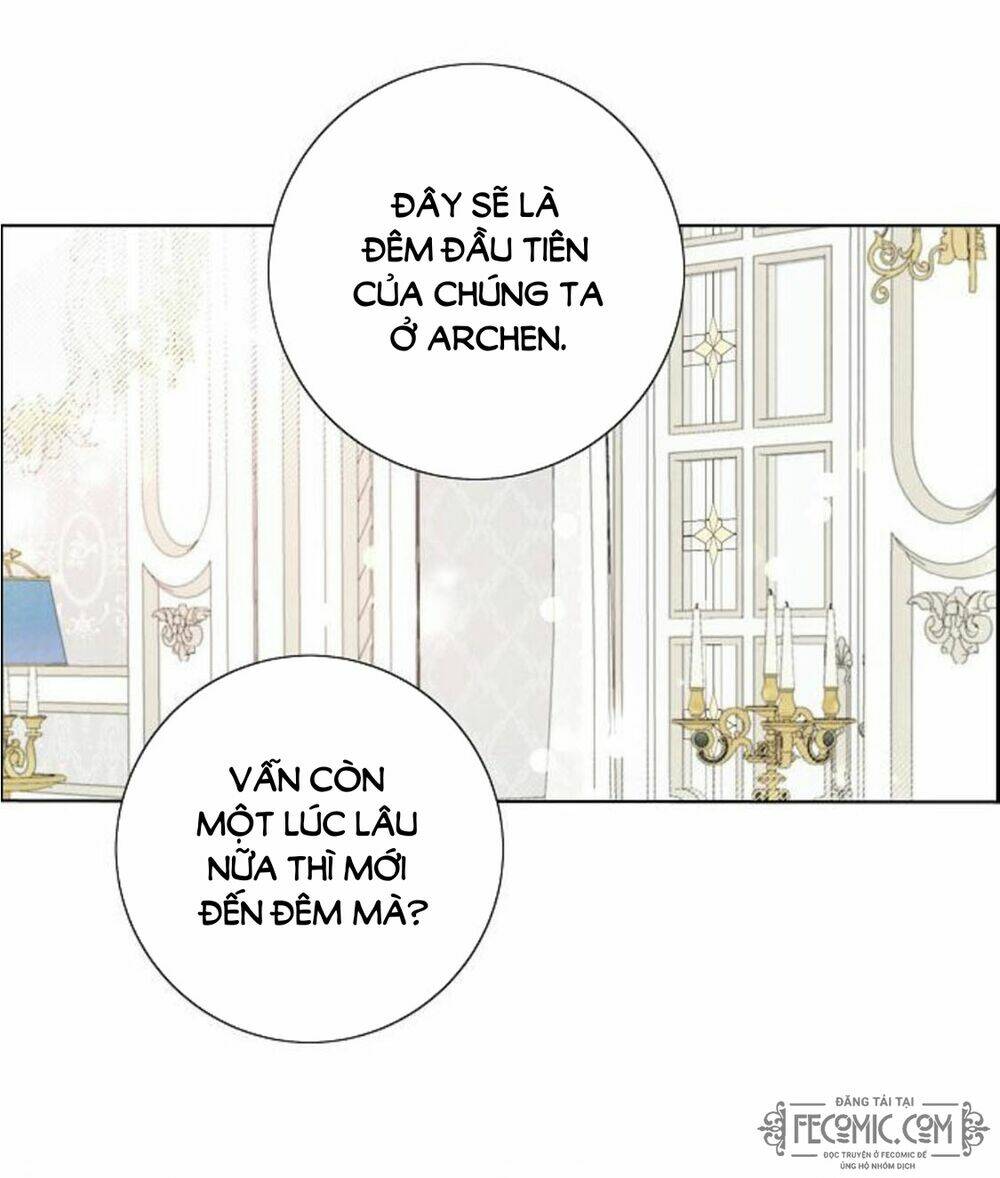 ĐÂY SẼ LÀ
ĐÊM ĐẦU TIÊN
CỦA CHÚNG TA
Ở ARCHEN.
VẪN CÒN
MỘT LÚC LÂU
NỮA THÌ MỚI
ĐẾN ĐÊM MÀ?
ĐĂNG TẢI TẠI
FECOMIC.COM
ĐỌC TRUYỆN Ở FECOMIC ĐỂ
ỦNG HỘ NHÓM DỊCH